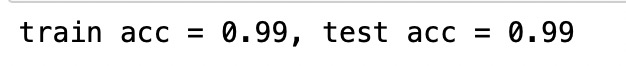 train acc = 0.99, test acc = 0.99